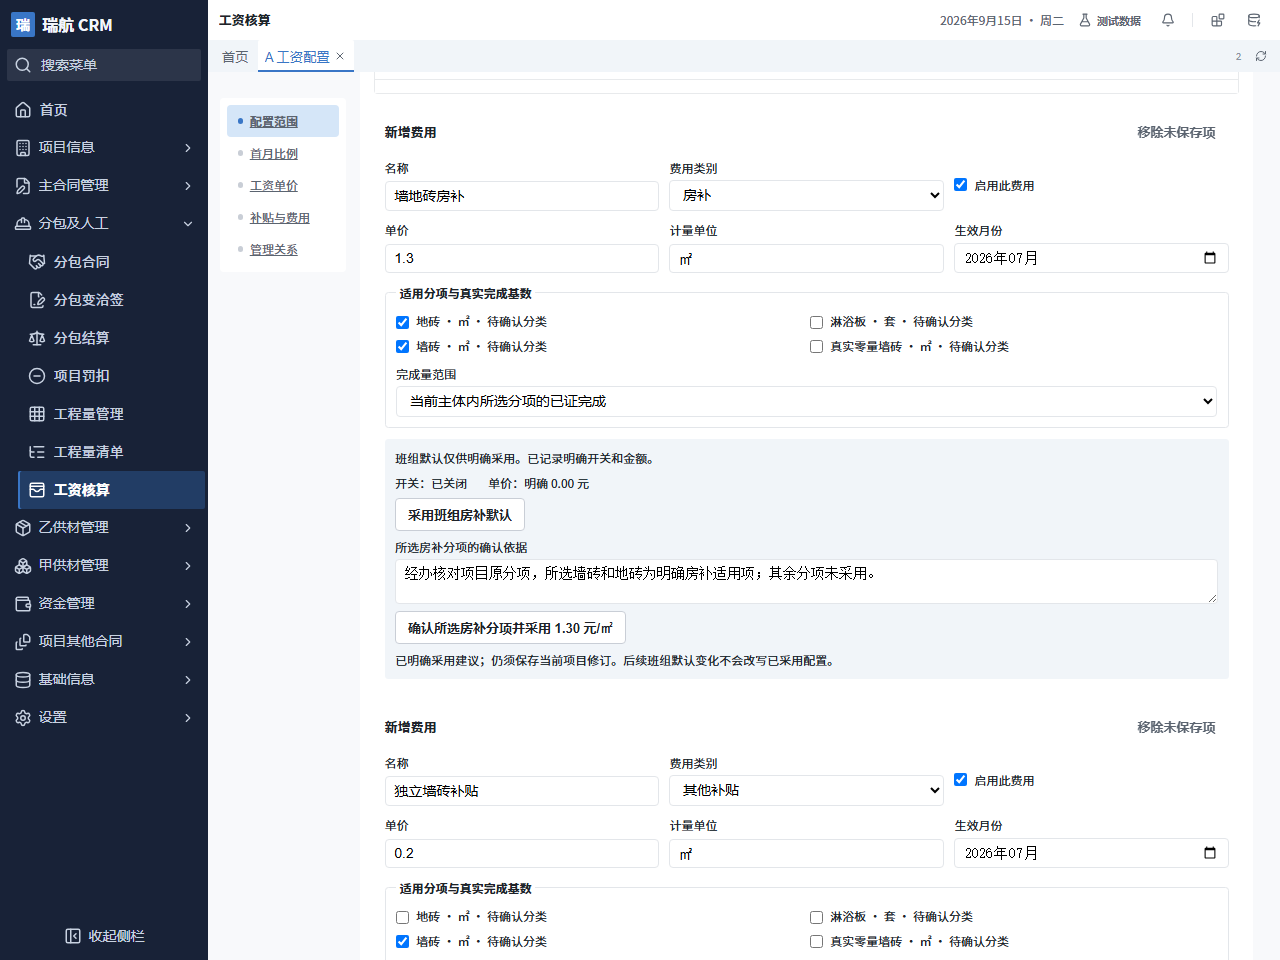 瑞 瑞航 CRM
搜索菜单
首页
项目信息
主合同管理
分包及人工
分包合同
分包变洽签
分包结算
项目罚扣
工程量管理
工程量清单
工资核算
乙供材管理
甲供材管理
资金管理
项目其他合同
基础信息
设置
收起侧栏
工资核算
2026年9月15日 · 周二 测试数据
首页 A 工资配置 ×
2
配置范围
首月比例
工资单价
补贴与费用
管理关系
新增费用 移除未保存项
名称 费用类别
墙地砖房补 房补 启用此费用
单价 计量单位 生效月份
1.3 ㎡ 2026年07月
适用分项与真实完成基数
地砖 · ㎡ · 待确认分类 淋浴板 · 套 · 待确认分类
墙砖 · ㎡ · 待确认分类 真实零量墙砖 · ㎡ · 待确认分类
完成量范围
当前主体内所选分项的已证完成
班组默认仅供明确采用。已记录明确开关和金额。
开关：已关闭 单价：明确 0.00 元
采用班组房补默认
所选房补分项的确认依据
经办核对项目原分项，所选墙砖和地砖为明确房补适用项；其余分项未采用。
确认所选房补分项并采用 1.30 元/㎡
已明确采用建议；仍须保存当前项目修订。后续班组默认变化不会改写已采用配置。
新增费用 移除未保存项
名称 费用类别
独立墙砖补贴 其他补贴 启用此费用
单价 计量单位 生效月份
0.2 ㎡ 2026年07月
适用分项与真实完成基数
地砖 · ㎡ · 待确认分类 淋浴板 · 套 · 待确认分类
墙砖 · ㎡ · 待确认分类 真实零量墙砖 · ㎡ · 待确认分类